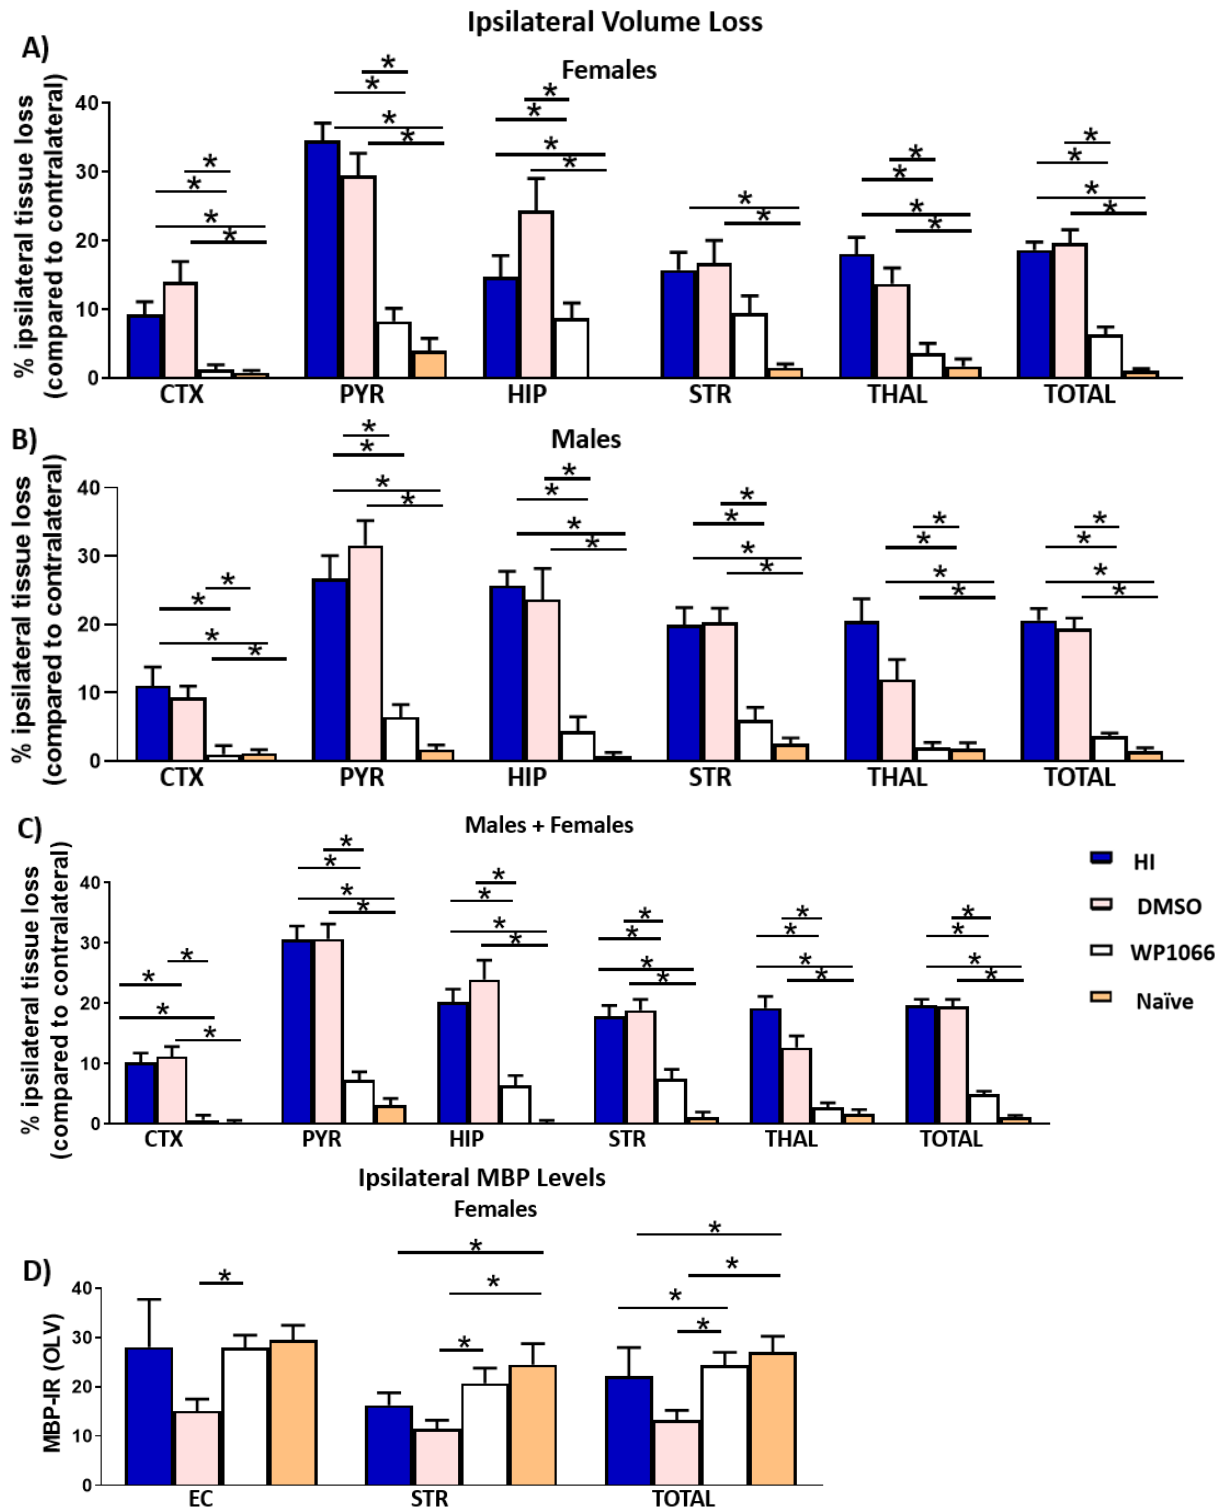 Ipsilateral Volume Loss
A)
Females
% ipsilateral tissue loss
(compared to contralateral)
40
30
20
10
0
* * * *
* * * *
* * * *
* *
* * * *
* * * *
CTX PYR HIP STR THAL TOTAL
B)
Males
% ipsilateral tissue loss
(compared to contralateral)
40
30
20
10
0
* * * *
* * * *
* * * *
* * * *
* * * *
* * * *
CTX PYR HIP STR THAL TOTAL
C)
Males + Females
% ipsilateral tissue loss
(compared to contralateral)
40
30
20
10
0
* * * *
* * * *
* * * *
* * * *
* * * *
* * * *
CTX PYR HIP STR THAL TOTAL
HI
DMSO
WP1066
Naïve
Ipsilateral MBP Levels
Females
D)
MBP-IR (OLV)
40
30
20
10
0
*
* * *
* * * *
EC STR TOTAL